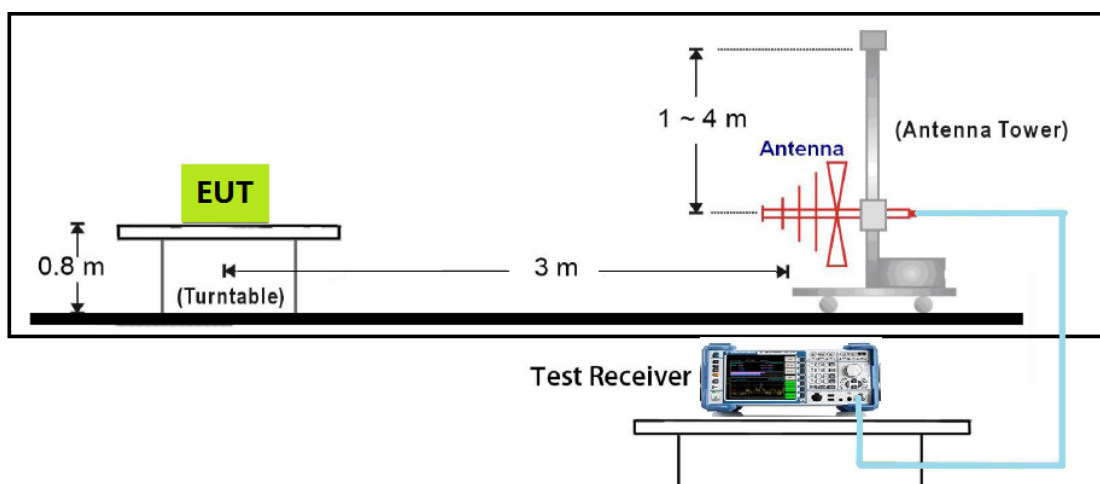 1 ~ 4 m
(Antenna Tower)
Antenna
EUT
0.8 m
3 m
(Turntable)
Test Receiver